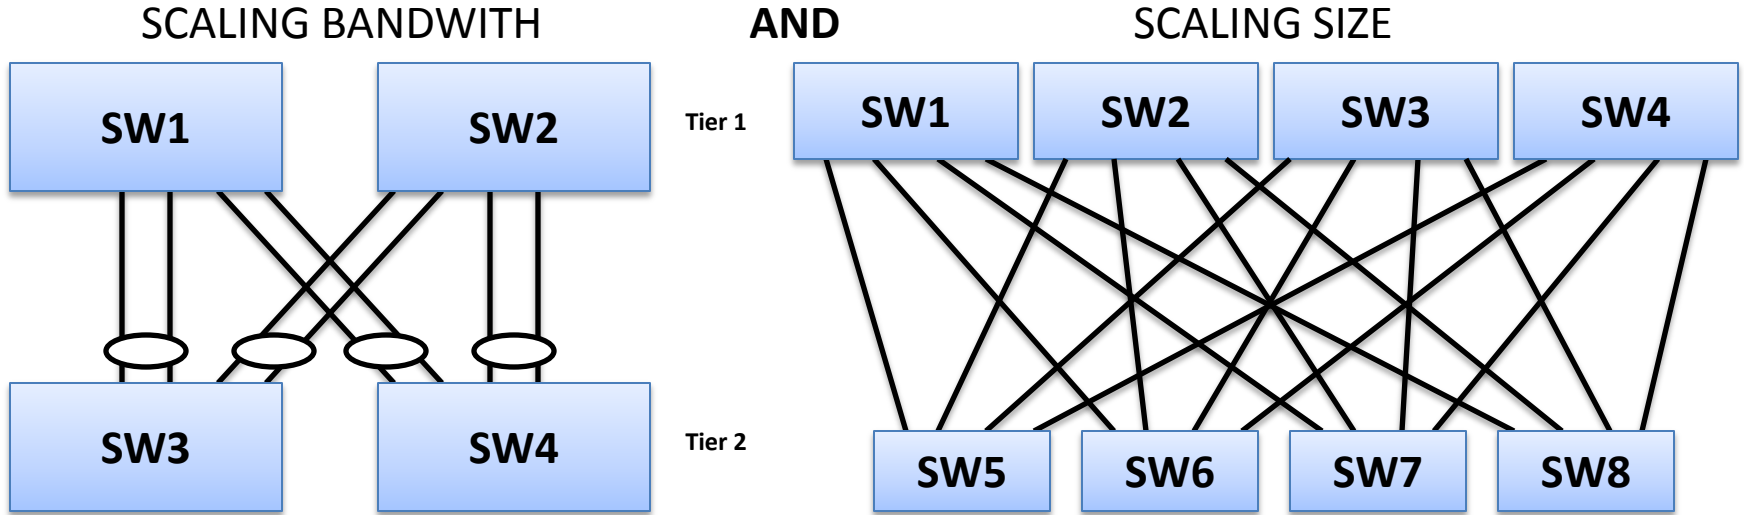 SCALING BANDWITH AND SCALING SIZE
SW1 SW2 Tier 1 SW1 SW2 SW3 SW4
SW3 SW4 Tier 2 SW5 SW6 SW7 SW8